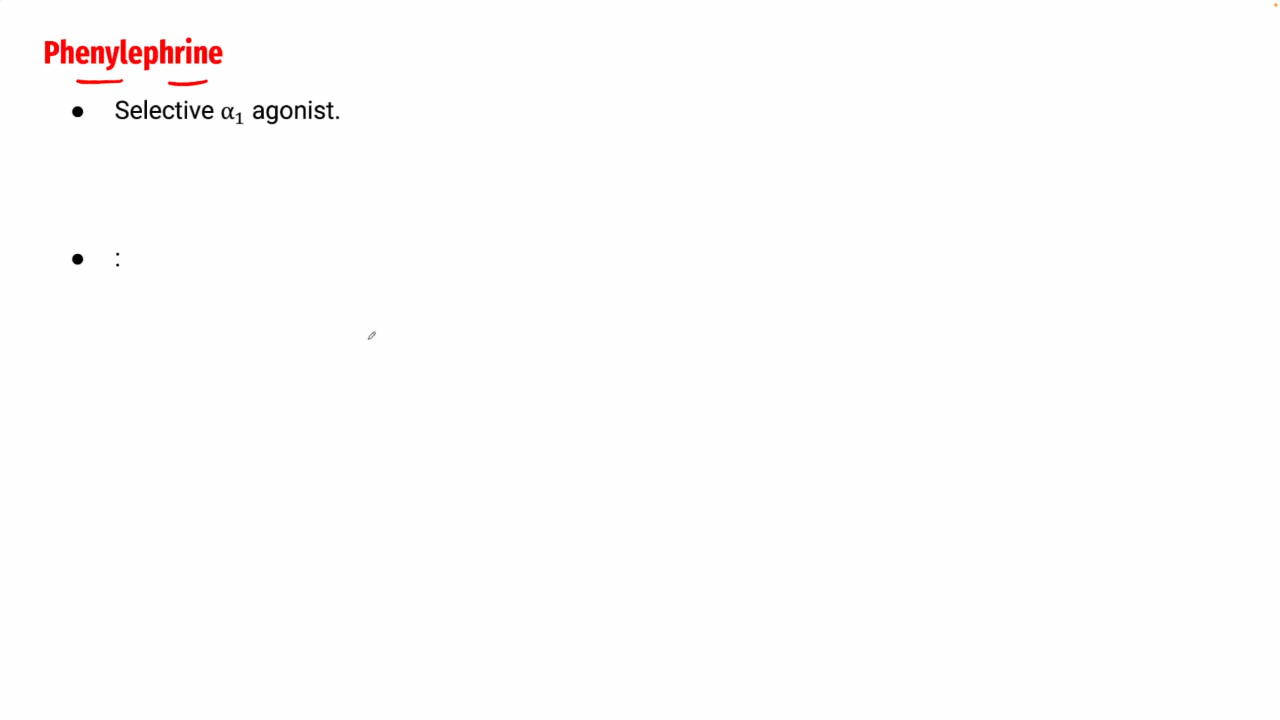 Phenylephrine
● Selective α₁ agonist.
● :